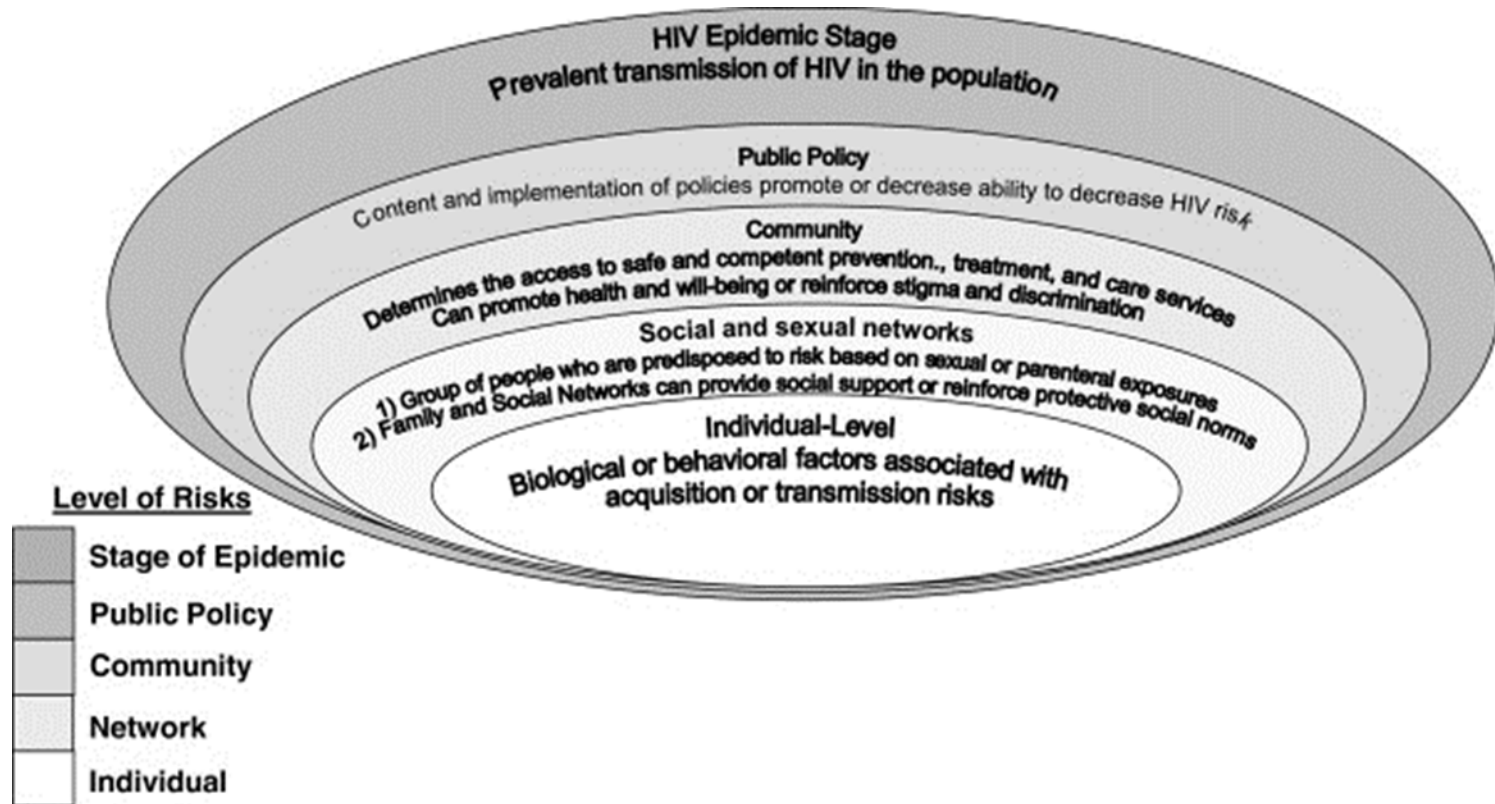 HIV Epidemic Stage
Prevalent transmission of HIV in the population
Public Policy
Content and implementation of policies promote or decrease ability to decrease HIV risk
Community
Determines the access to safe and competent prevention., treatment, and care services
Can promote health and will-being or reinforce stigma and discrimination
Social and sexual networks
1) Group of people who are predisposed to risk based on sexual or parenteral exposures
2) Family and Social Networks can provide social support or reinforce protective social norms
Individual-Level
Biological or behavioral factors associated with
acquisition or transmission risks
Level of Risks
Stage of Epidemic
Public Policy
Community
Network
Individual